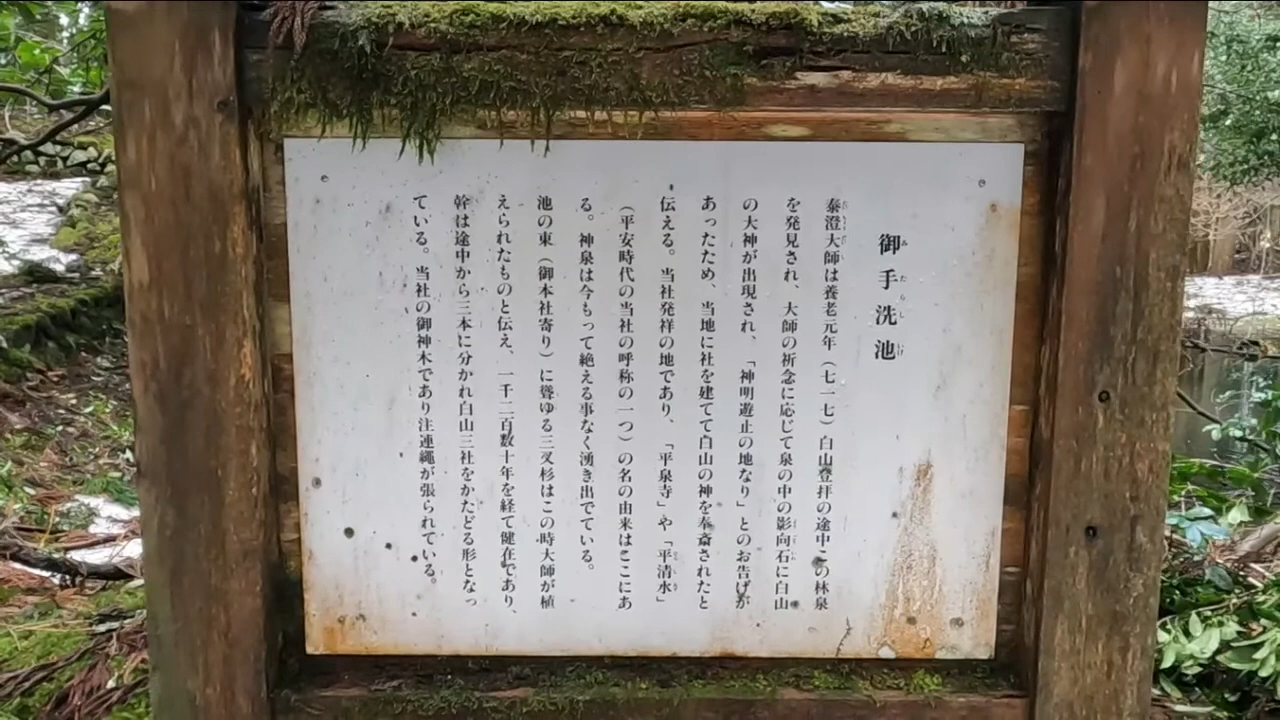 御手洗池
泰澄大師は養老元年（七一七）白山登拝の途中この林泉
を発見され、大師の祈念に応じて泉の中の影向石に白山
の大神が出現され、「神明遊止の地なり」とのお告げが
あったため、当地に社を建てて白山の神を奉斎されたと
伝える。当社発祥の地であり、「平泉寺」や「平清水」
（平安時代の当社の呼称の一つ）の名の由来はここにあ
る。神泉は今もって絶える事なく湧き出でている。
池の東（御本社寄り）に聳ゆる三叉杉はこの時大師が植
えられたものと伝え、一千二百数十年を経て健在であり、
幹は途中から三本に分かれ白山三社をかたどる形となっ
ている。当社の御神木であり注連縄が張られている。